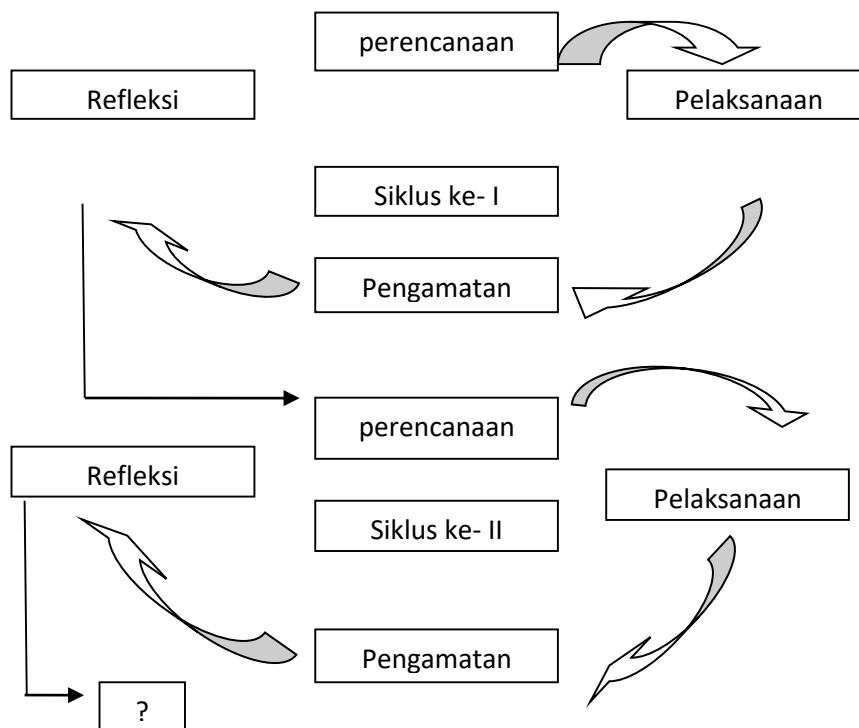 perencanaan
Refleksi
Pelaksanaan
Siklus ke- I
Pengamatan
perencanaan
Refleksi
Pelaksanaan
Siklus ke- II
Pengamatan
?